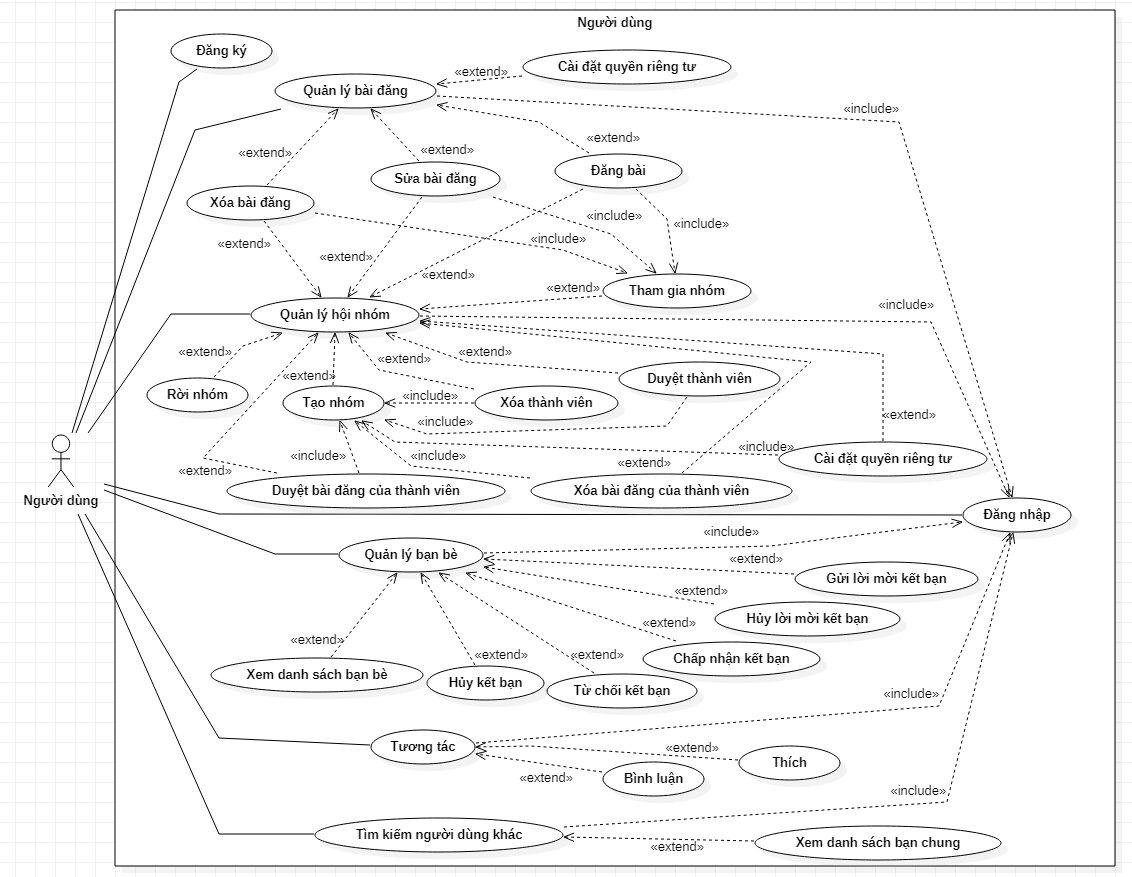 Người dùng
Đăng ký
Cài đặt quyền riêng tư
«extend»
Quản lý bài đăng
«include»
«extend»
«extend»
«extend»
Đăng bài
Sửa bài đăng
Xóa bài đăng
«include»
«include»
«extend»
«include»
«extend»
«extend»
«extend»
Tham gia nhóm
«include»
Quản lý hội nhóm
«extend»
«extend»
«extend»
«extend»
Duyệt thành viên
Rời nhóm
Tạo nhóm
«include»
Xóa thành viên
«extend»
«include»
«include»
«include»
«include»
Cài đặt quyền riêng tư
«extend»
«extend»
Duyệt bài đăng của thành viên
Xóa bài đăng của thành viên
Người dùng
Đăng nhập
«include»
Quản lý bạn bè
«extend»
Gửi lời mời kết bạn
«extend»
Hủy lời mời kết bạn
«extend»
«extend»
«extend»
«extend»
Chấp nhận kết bạn
Xem danh sách bạn bè
Hủy kết bạn
Từ chối kết bạn
«include»
Tương tác
«extend»
Thích
«extend»
Bình luận
«include»
Tìm kiếm người dùng khác
«extend»
Xem danh sách bạn chung